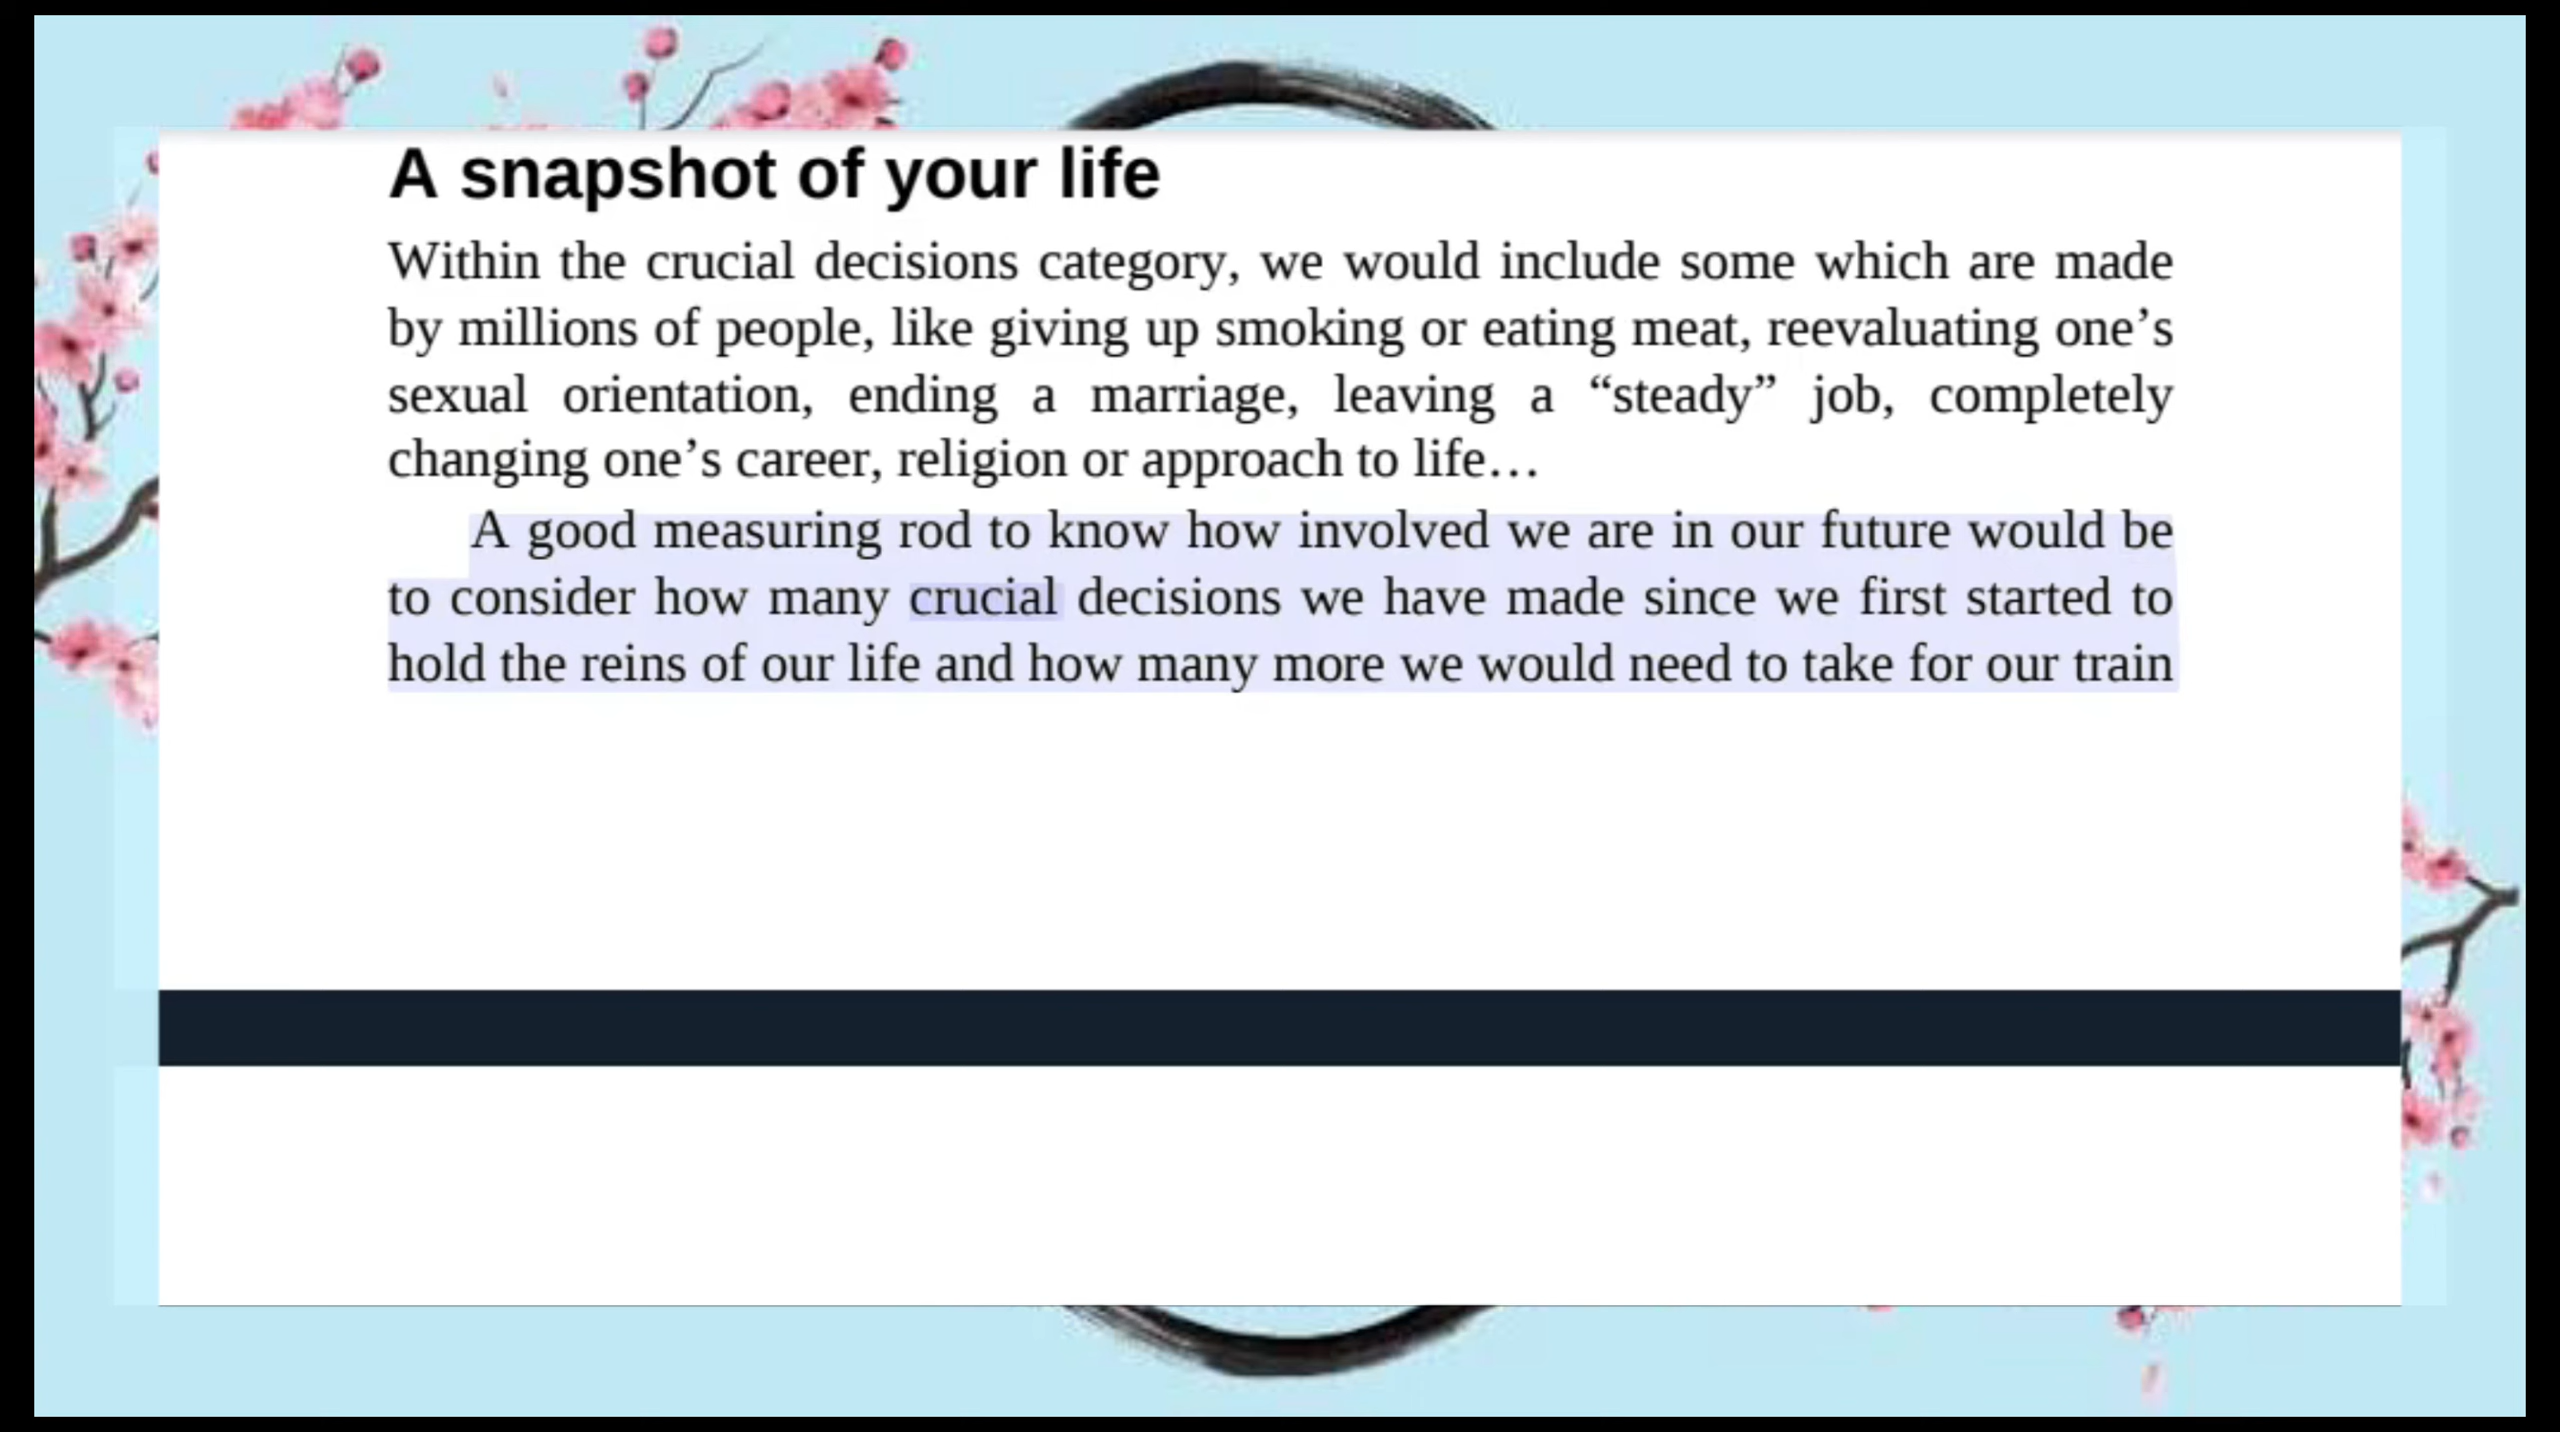 A snapshot of your life
Within the crucial decisions category, we would include some which are made
by millions of people, like giving up smoking or eating meat, reevaluating one’s
sexual orientation, ending a marriage, leaving a “steady” job, completely
changing one’s career, religion or approach to life…
A good measuring rod to know how involved we are in our future would be
to consider how many crucial decisions we have made since we first started to
hold the reins of our life and how many more we would need to take for our train